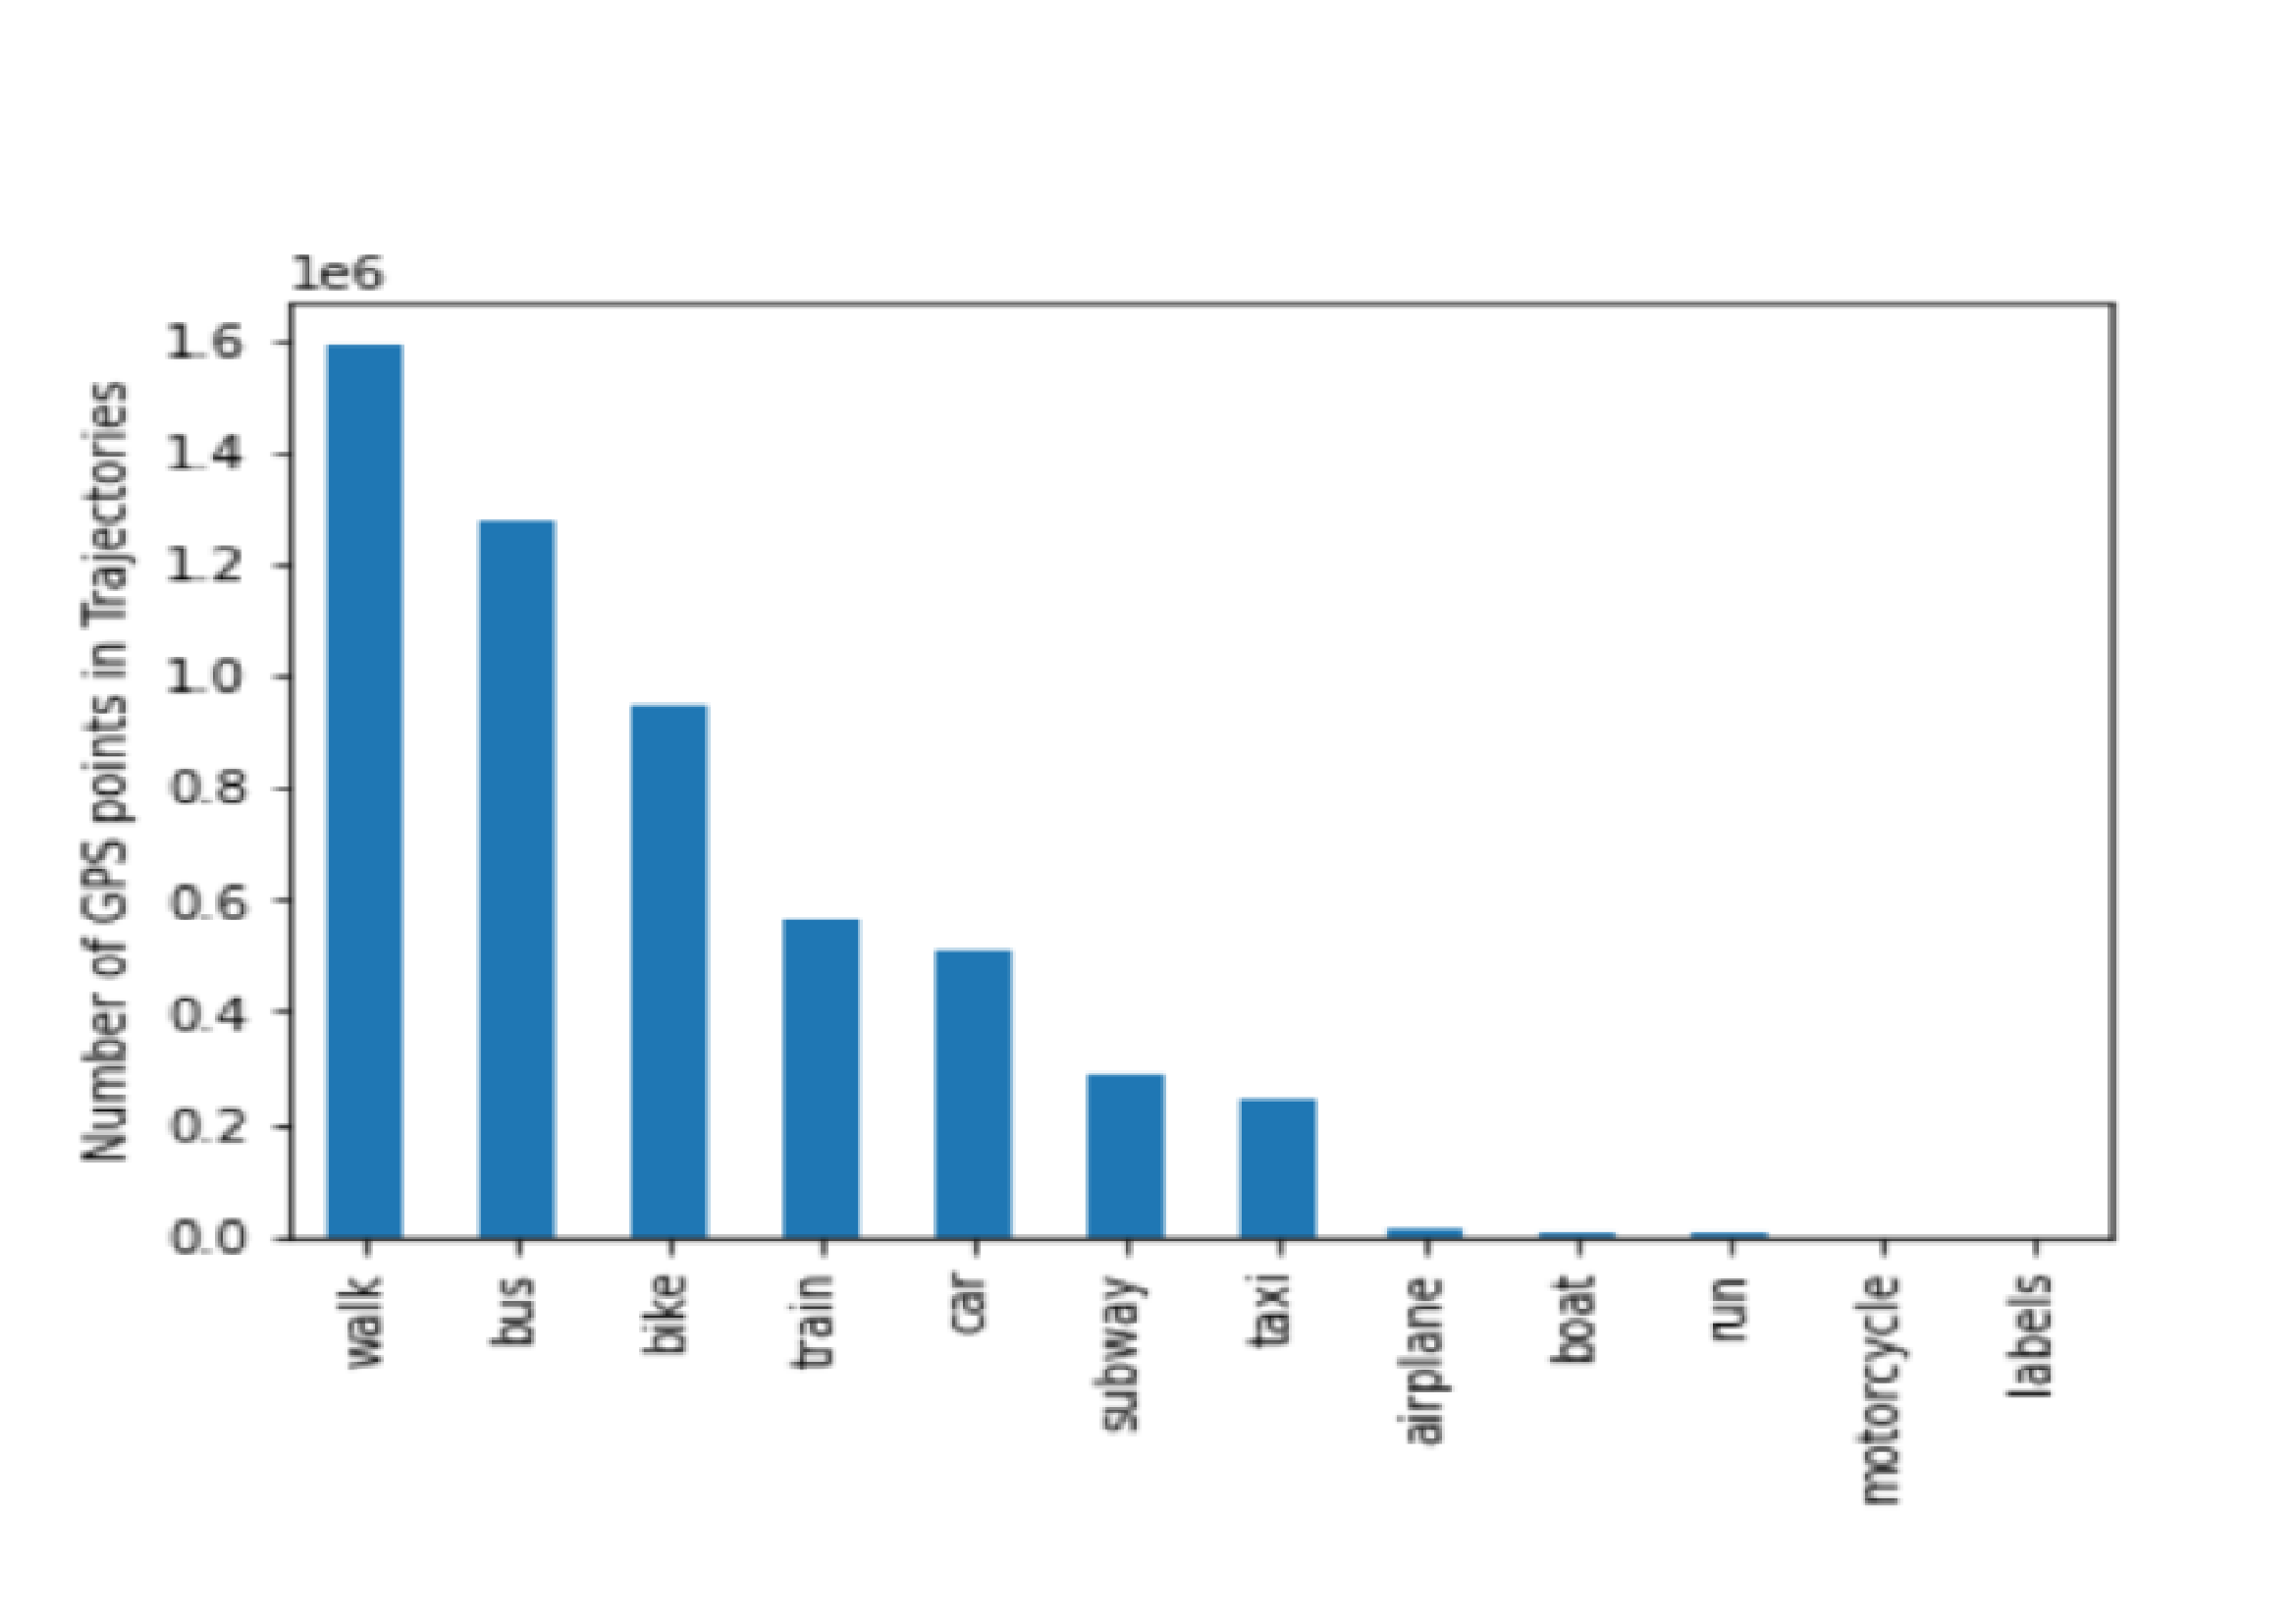 1e6
1.6
1.4
1.2
1.0
0.8
0.6
0.4
0.2
0.0
Number of GPS points in Trajectories
walk
bus
bike
train
car
subway
taxi
airplane
boat
run
motorcycle
labels